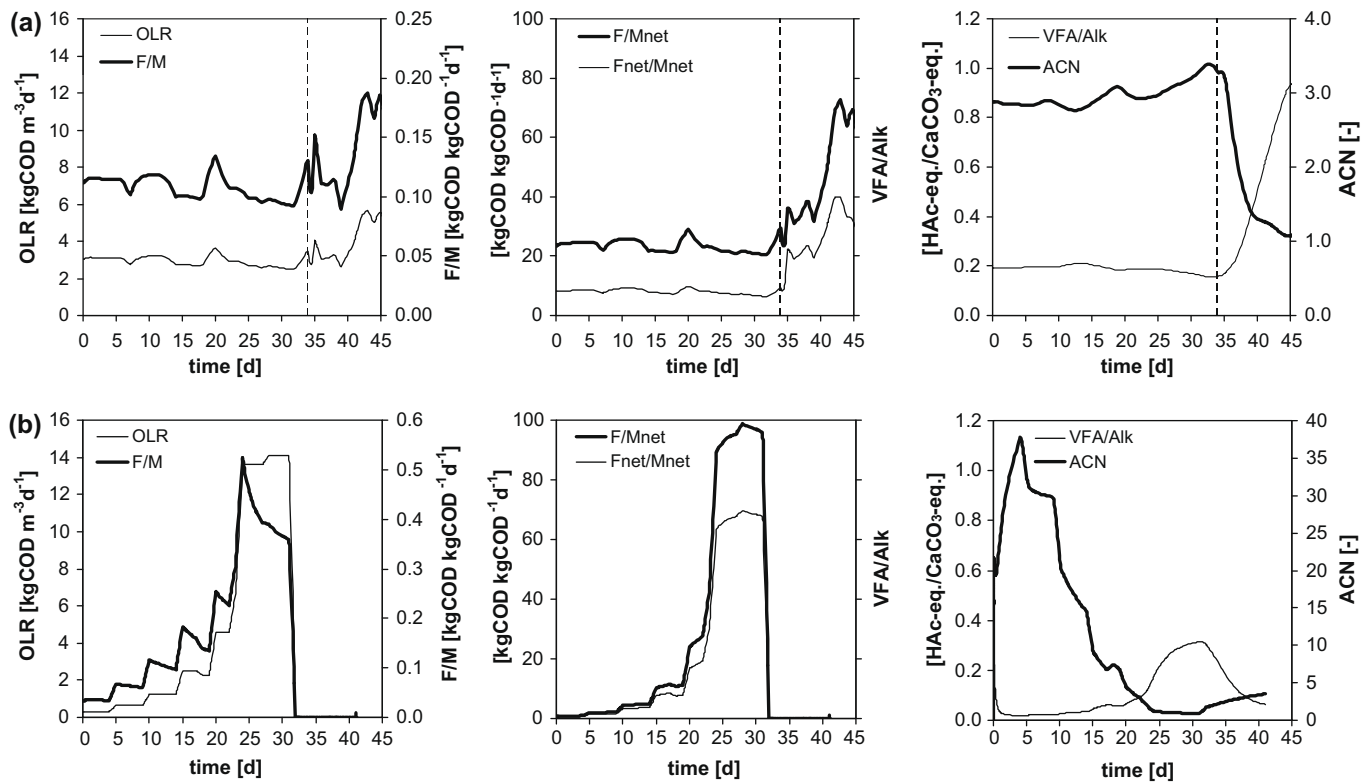 (a)
OLR
F/M
OLR [kgCOD m-3d-1]
16
14
12
10
8
6
4
2
0
F/M [kgCOD kgCOD-1d-1]
0.25
0.20
0.15
0.10
0.05
0.00
0 5 10 15 20 25 30 35 40 45
time [d]
F/Mnet
Fnet/Mnet
[kgCOD kgCOD-1d-1]
100
80
60
40
20
0
0 5 10 15 20 25 30 35 40 45
time [d]
VFA/Alk
ACN
VFA/Alk
[HAc-eq./CaCO3-eq.]
1.2
1.0
0.8
0.6
0.4
0.2
0.0
ACN [-]
4.0
3.0
2.0
1.0
0.0
0 5 10 15 20 25 30 35 40 45
time [d]
(b)
OLR
F/M
OLR [kgCOD m-3d-1]
16
14
12
10
8
6
4
2
0
F/M [kgCOD kgCOD-1d-1]
0.6
0.5
0.4
0.3
0.2
0.1
0.0
0 5 10 15 20 25 30 35 40 45
time [d]
F/Mnet
Fnet/Mnet
[kgCOD kgCOD-1d-1]
100
80
60
40
20
0
0 5 10 15 20 25 30 35 40 45
time [d]
VFA/Alk
ACN
VFA/Alk
[HAc-eq./CaCO3-eq.]
1.2
1.0
0.8
0.6
0.4
0.2
0.0
ACN [-]
40
35
30
25
20
15
10
5
0
0 5 10 15 20 25 30 35 40 45
time [d]